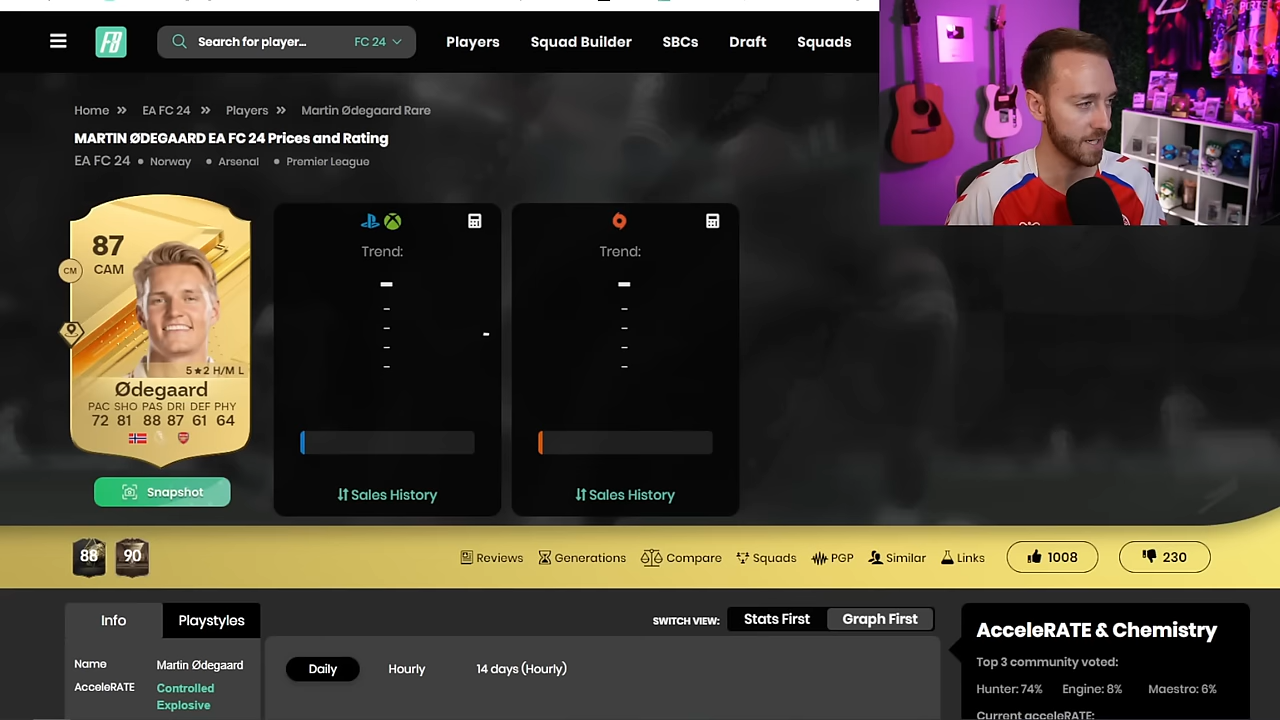 FB
Search for player...
FC 24
Players
Squad Builder
SBCs
Draft
Squads
Home » EA FC 24 » Players » Martin Ødegaard Rare
MARTIN ØDEGAARD EA FC 24 Prices and Rating
EA FC 24 • Norway • Arsenal • Premier League
87
CAM
CM
5★2 H/M L
Ødegaard
PAC SHO PAS DRI DEF PHY
72 81 88 87 61 64
Snapshot
Trend:
Sales History
Trend:
Sales History
88
90
Reviews
Generations
Compare
Squads
PGP
Similar
Links
1008
230
Info
Playstyles
SWITCH VIEW:
Stats First
Graph First
Name
Martin Ødegaard
AcceleRATE
Controlled
Explosive
Daily
Hourly
14 days (Hourly)
AcceleRATE & Chemistry
Top 3 community voted:
Hunter: 74%
Engine: 8%
Maestro: 6%
Current acceleRATE: